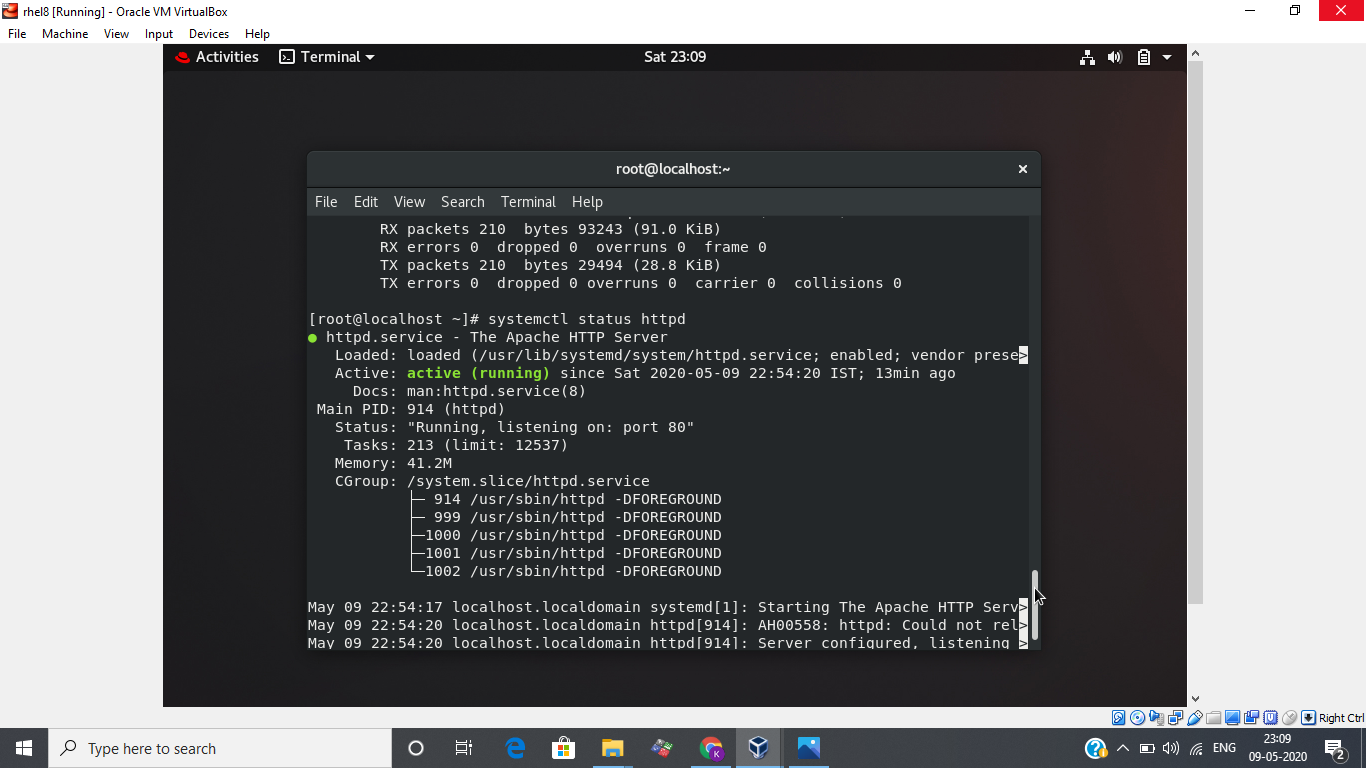 rhel8 [Running] - Oracle VM VirtualBox
File Machine View Input Devices Help
Activities Terminal Sat 23:09
root@localhost:~
File Edit View Search Terminal Help
RX packets 210 bytes 93243 (91.0 KiB)
RX errors 0 dropped 0 overruns 0 frame 0
TX packets 210 bytes 29494 (28.8 KiB)
TX errors 0 dropped 0 overruns 0 carrier 0 collisions 0
[root@localhost ~]# systemctl status httpd
● httpd.service - The Apache HTTP Server
Loaded: loaded (/usr/lib/systemd/system/httpd.service; enabled; vendor prese>
Active: active (running) since Sat 2020-05-09 22:54:20 IST; 13min ago
Docs: man:httpd.service(8)
Main PID: 914 (httpd)
Status: "Running, listening on: port 80"
Tasks: 213 (limit: 12537)
Memory: 41.2M
CGroup: /system.slice/httpd.service
├─ 914 /usr/sbin/httpd -DFOREGROUND
├─ 999 /usr/sbin/httpd -DFOREGROUND
├─1000 /usr/sbin/httpd -DFOREGROUND
├─1001 /usr/sbin/httpd -DFOREGROUND
└─1002 /usr/sbin/httpd -DFOREGROUND
May 09 22:54:17 localhost.localdomain systemd[1]: Starting The Apache HTTP Serv>
May 09 22:54:20 localhost.localdomain httpd[914]: AH00558: httpd: Could not rel>
May 09 22:54:20 localhost.localdomain httpd[914]: Server configured, listening >
Right Ctrl
Type here to search
K
ENG
23:09
09-05-2020
2